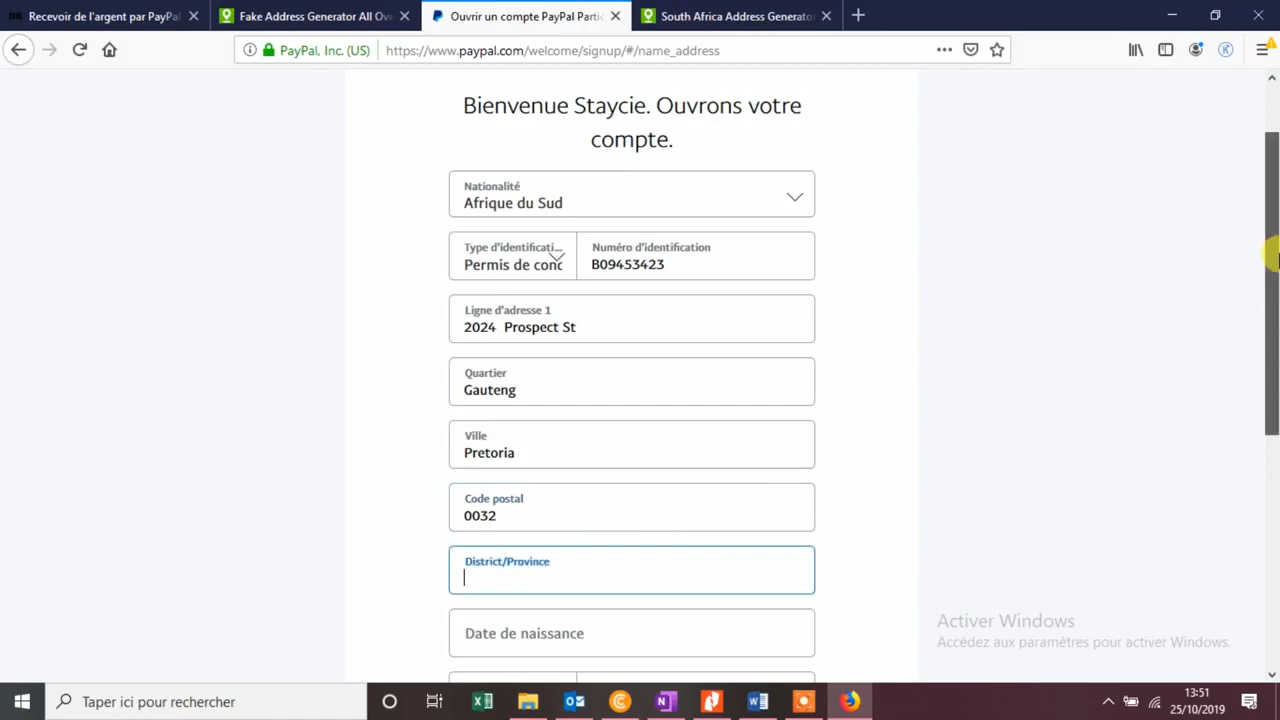 Recevoir de l'argent par PayPal
Fake Address Generator All Ov
Ouvrir un compte PayPal Parti
South Africa Address Generato
PayPal, Inc. (US)
https://www.paypal.com/welcome/signup/#/name_address
Bienvenue Staycie. Ouvrons votre
compte.
Nationalité
Afrique du Sud
Type d'identificati...
Permis de conc
Numéro d'identification
B09453423
Ligne d'adresse 1
2024 Prospect St
Quartier
Gauteng
Ville
Pretoria
Code postal
0032
District/Province
Date de naissance
Activer Windows
Accédez aux paramètres pour activer Windows.
Taper ici pour rechercher
13:51
25/10/2019